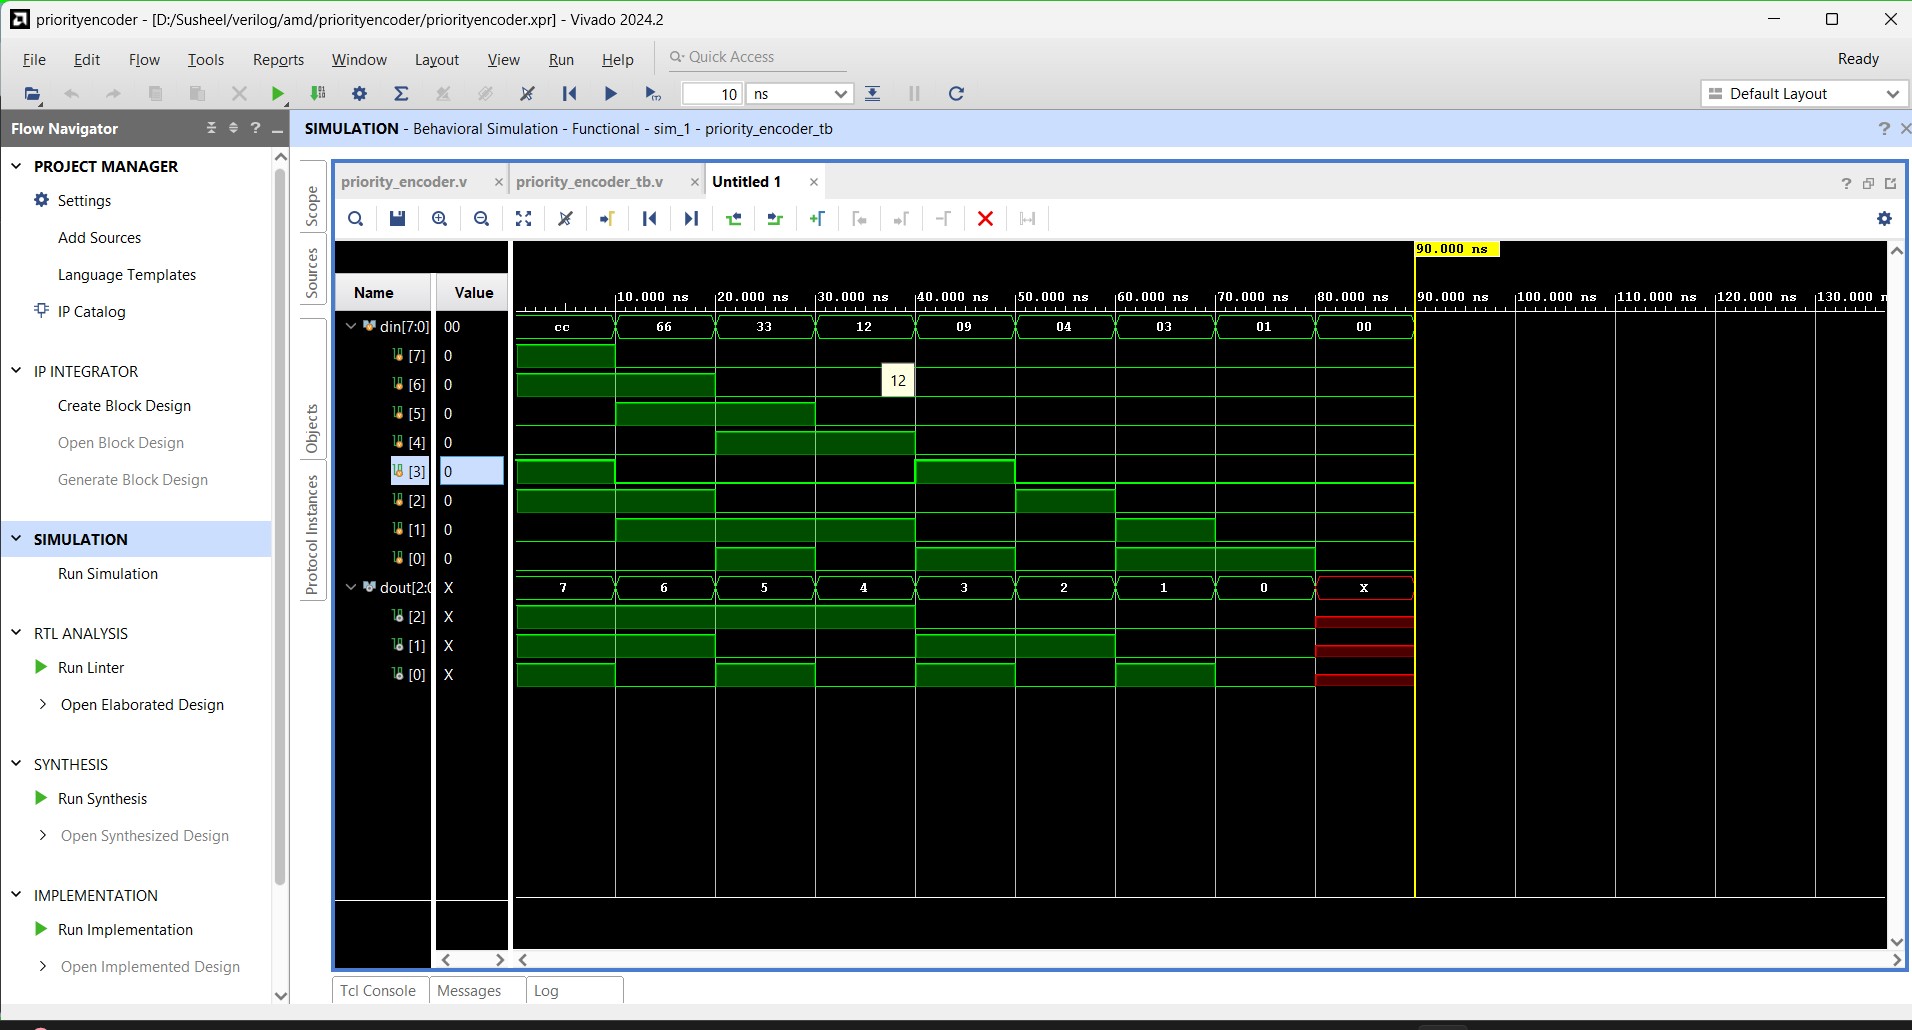 priorityencoder - [D:/Susheel/verilog/amd/priorityencoder/priorityencoder.xpr] - Vivado 2024.2
File Edit Flow Tools Reports Window Layout View Run Help Quick Access Ready
10 ns Default Layout
Flow Navigator
PROJECT MANAGER
Settings
Add Sources
Language Templates
IP Catalog
IP INTEGRATOR
Create Block Design
Open Block Design
Generate Block Design
SIMULATION
Run Simulation
RTL ANALYSIS
Run Linter
Open Elaborated Design
SYNTHESIS
Run Synthesis
Open Synthesized Design
IMPLEMENTATION
Run Implementation
Open Implemented Design
SIMULATION - Behavioral Simulation - Functional - sim_1 - priority_encoder_tb
Scope
Sources
Objects
Protocol Instances
priority_encoder.v priority_encoder_tb.v Untitled 1
90.000 ns
Name Value
10.000 ns 20.000 ns 30.000 ns 40.000 ns 50.000 ns 60.000 ns 70.000 ns 80.000 ns 90.000 ns 100.000 ns 110.000 ns 120.000 ns 130.000 n
din[7:0] 00 cc 66 33 12 09 04 03 01 00
[7] 0
[6] 0
12
[5] 0
[4] 0
[3] 0
[2] 0
[1] 0
[0] 0
dout[2:0 X 7 6 5 4 3 2 1 0 X
[2] X
[1] X
[0] X
Tcl Console Messages Log